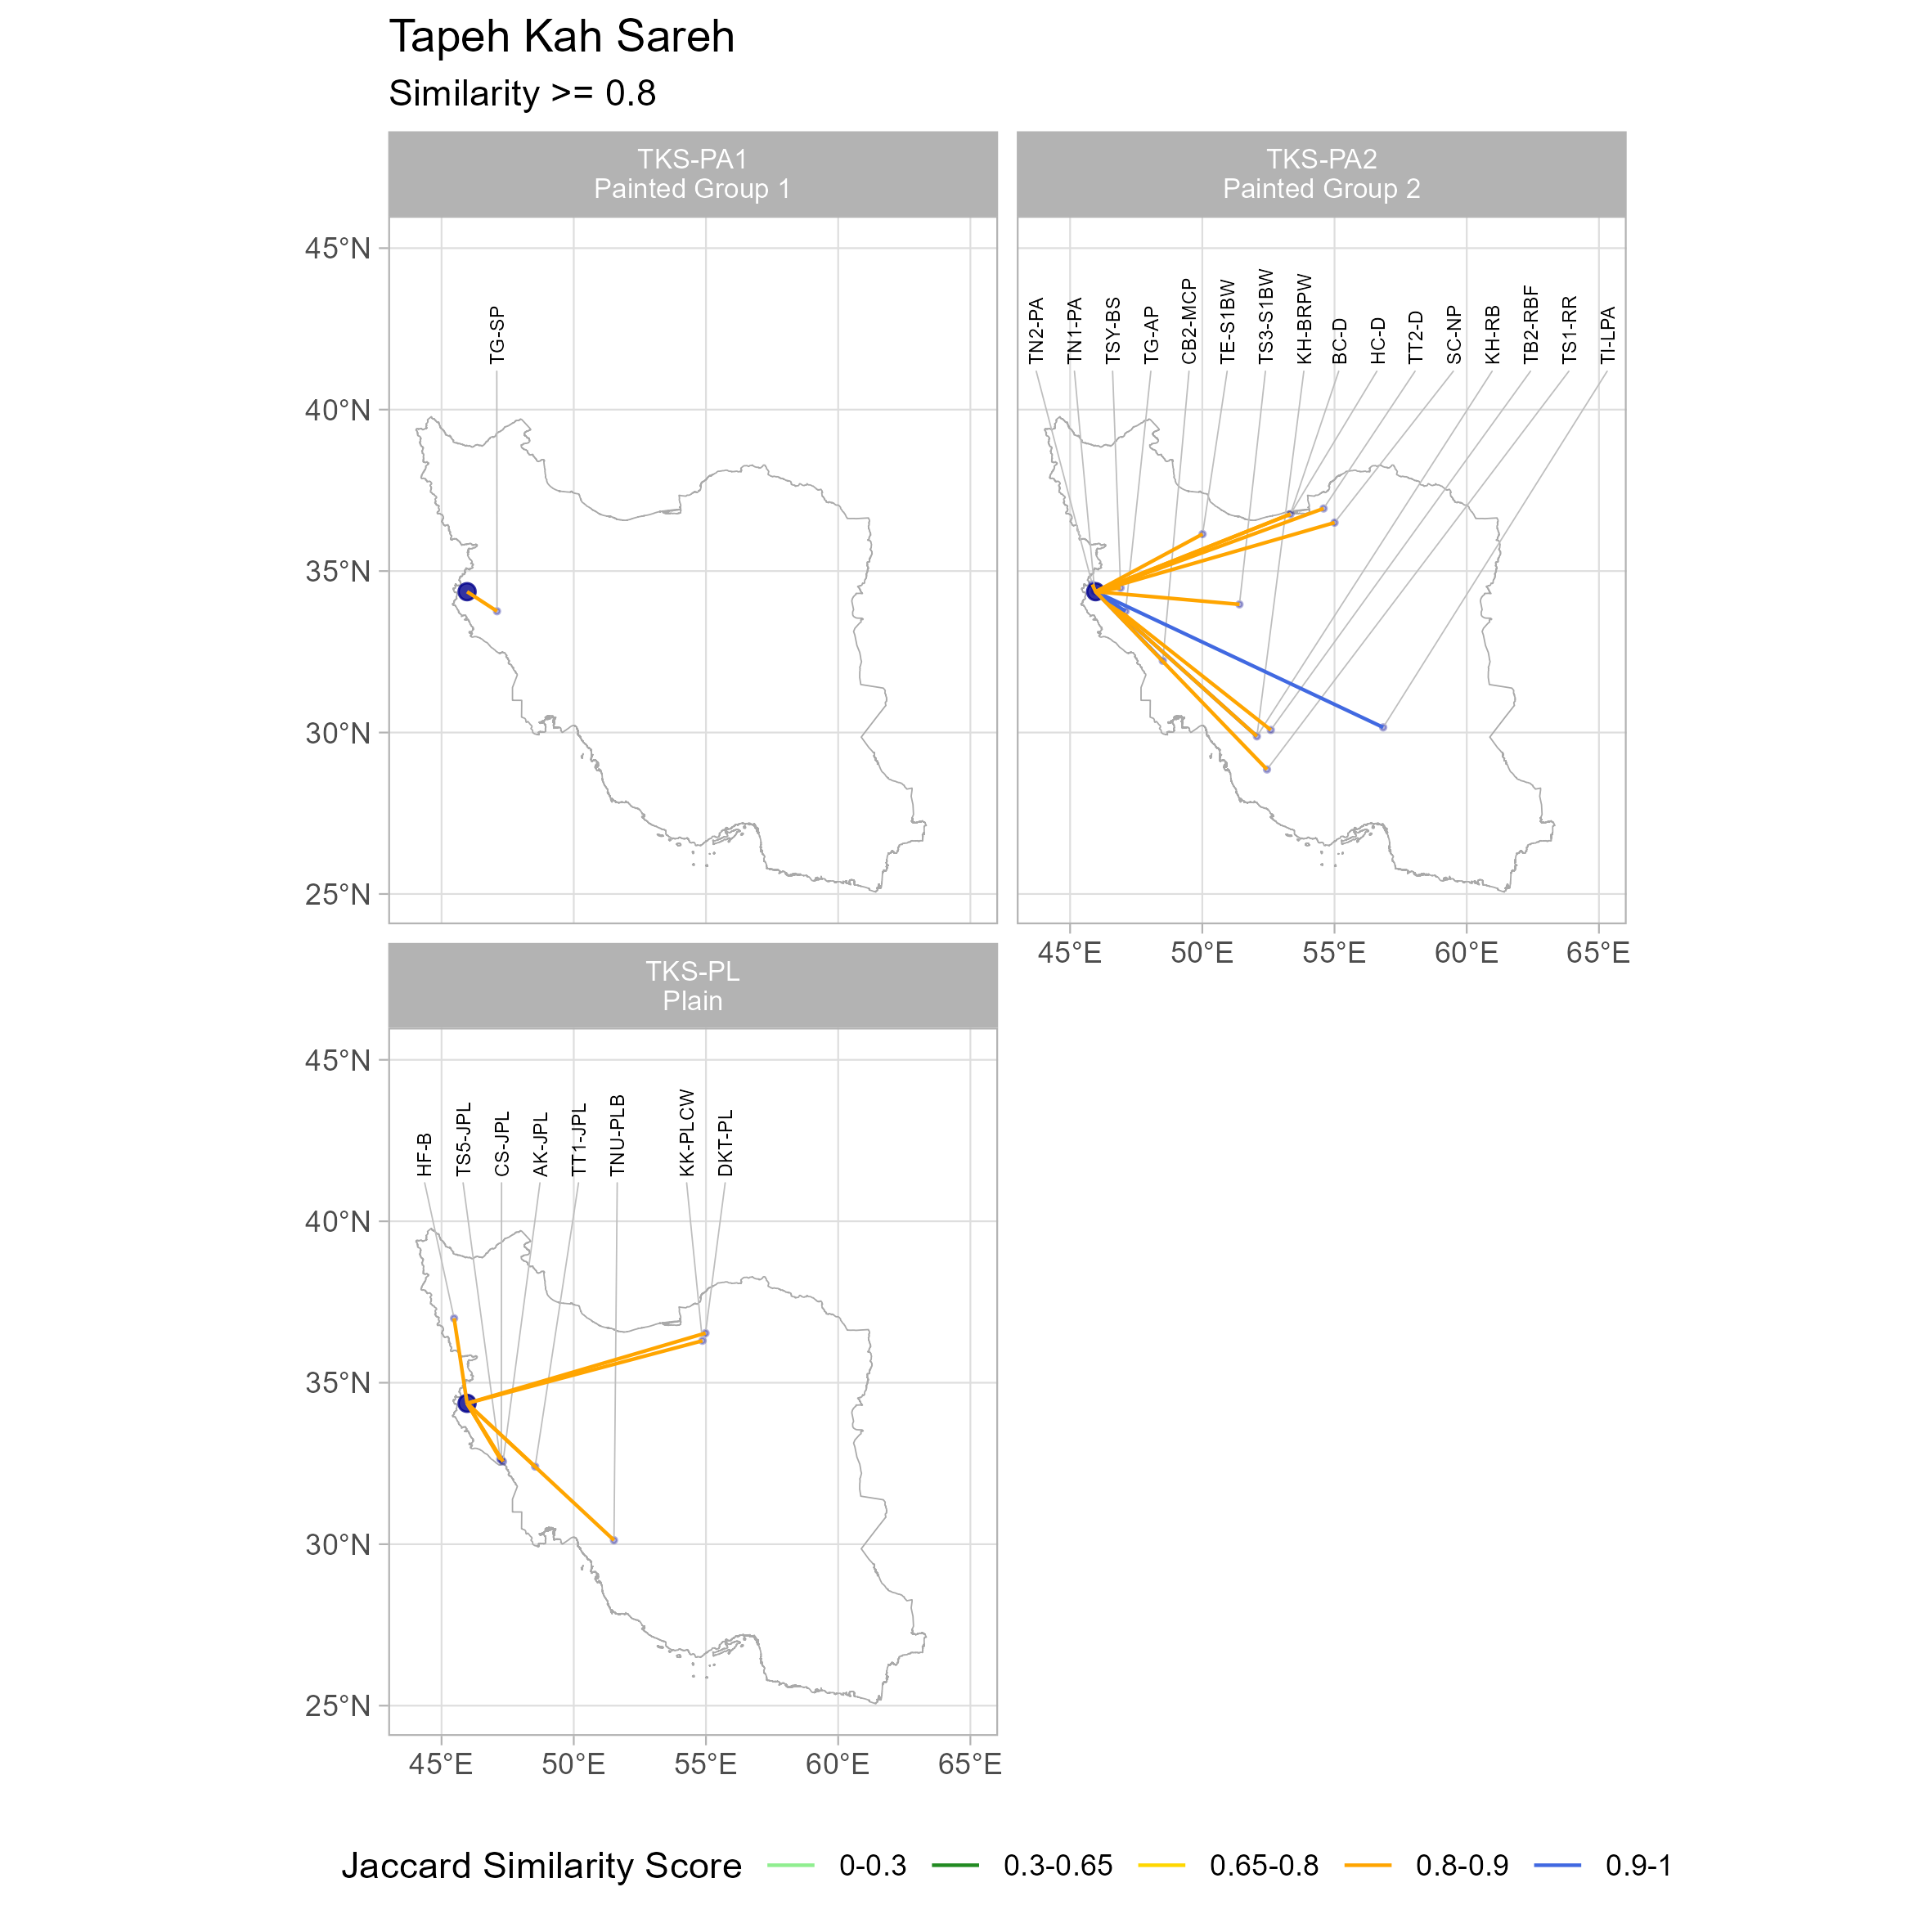 Tapeh Kah Sareh
Similarity >= 0.8
TKS-PA1
Painted Group 1
TKS-PA2
Painted Group 2
45°N
40°N
35°N
30°N
25°N
TG-SP
TN2-PA
TN1-PA
TSY-BS
TG-AP
CB2-MCP
TE-S1BW
TS3-S1BW
KH-BRPW
BC-D
HC-D
TT2-D
SC-NP
KH-RB
TB2-RBF
TS1-RR
TI-LPA
45°E
50°E
55°E
60°E
65°E
TKS-PL
Plain
45°N
40°N
35°N
30°N
25°N
HF-B
TS5-JPL
CS-JPL
AK-JPL
TT1-JPL
TNU-PLB
KK-PLCW
DKT-PL
45°E
50°E
55°E
60°E
65°E
Jaccard Similarity Score
0-0.3
0.3-0.65
0.65-0.8
0.8-0.9
0.9-1